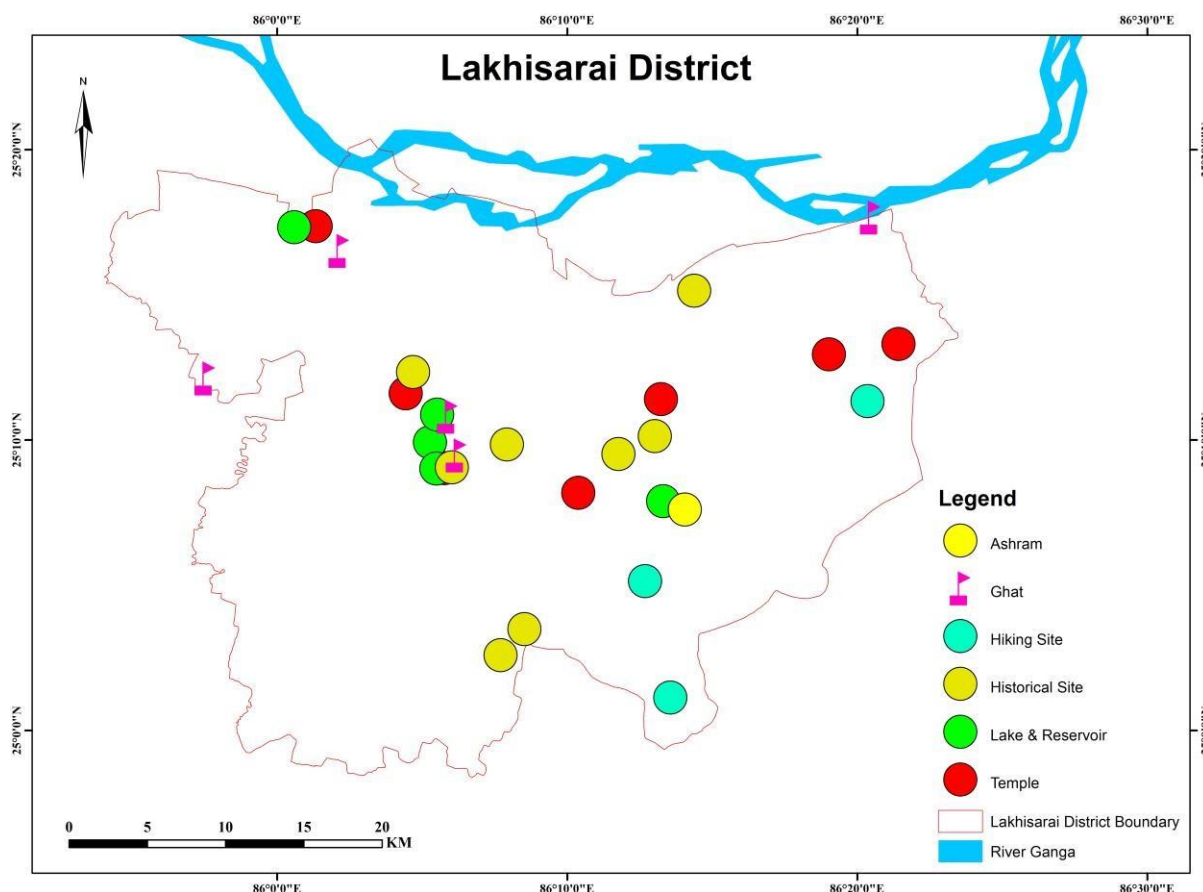 86°0'0"E 86°10'0"E 86°20'0"E 86°30'0"E
Lakhisarai District
N
25°20'0"N
25°10'0"N
25°0'0"N
Legend
Ashram
Ghat
Hiking Site
Historical Site
Lake & Reservoir
Temple
Lakhisarai District Boundary
River Ganga
0 5 10 15 20
KM
86°0'0"E 86°10'0"E 86°20'0"E 86°30'0"E